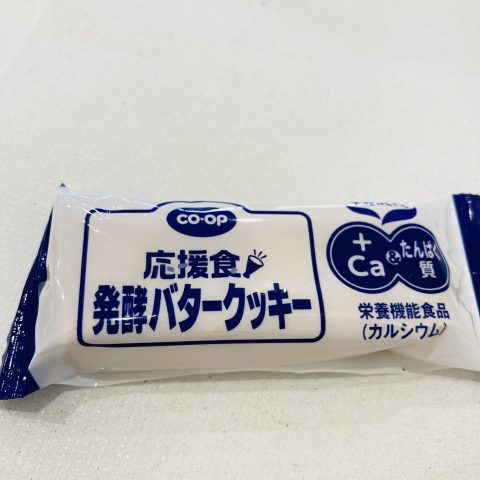 CO·OP
応援食
発酵バタークッキー
+
Ca
&
たんぱく
質
栄養機能食品
(カルシウム)